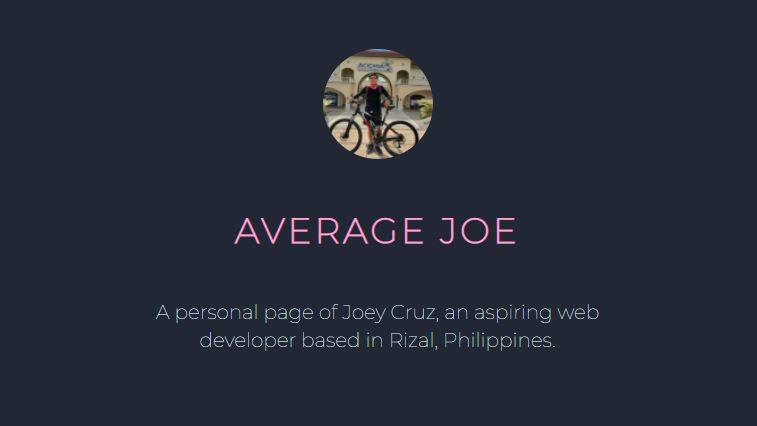 AVERAGE JOE
A personal page of Joey Cruz, an aspiring web
developer based in Rizal, Philippines.